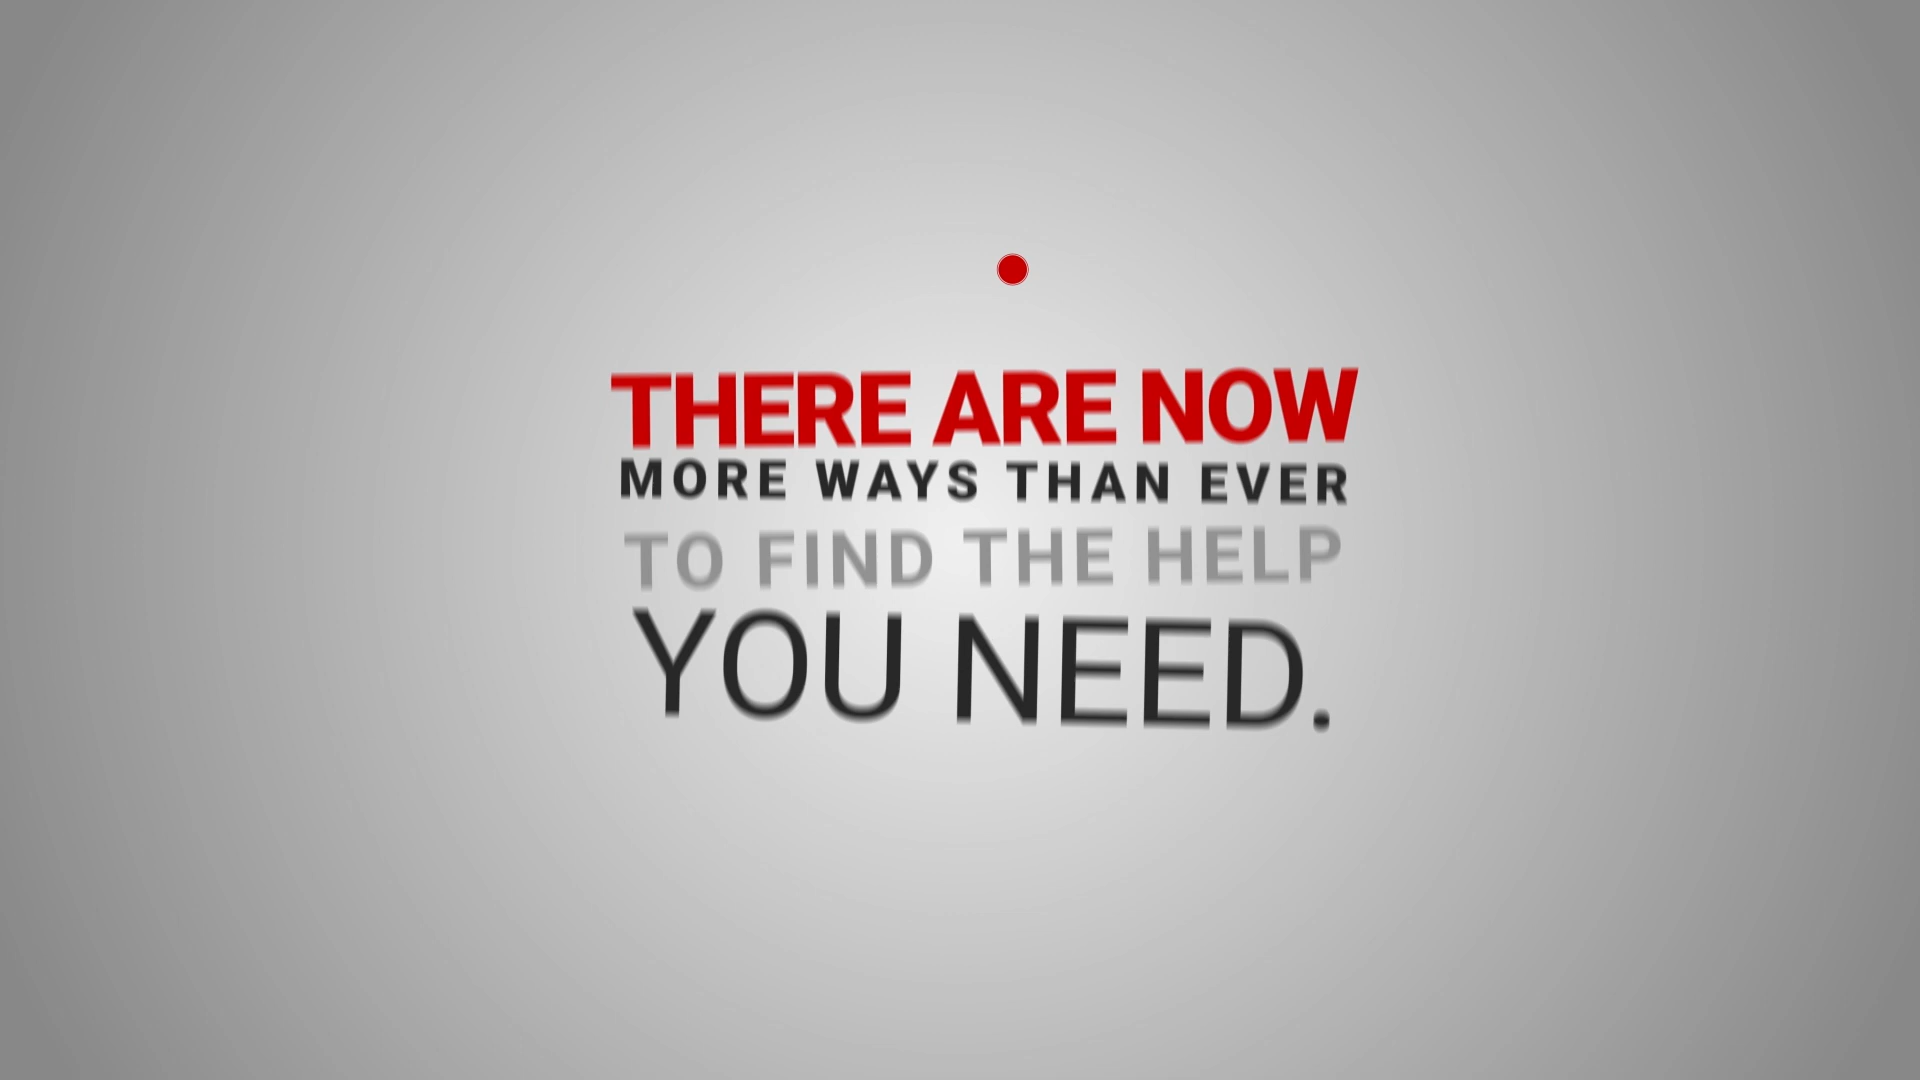 THERE ARE NOW
MORE WAYS THAN EVER
TO FIND THE HELP
YOU NEED.